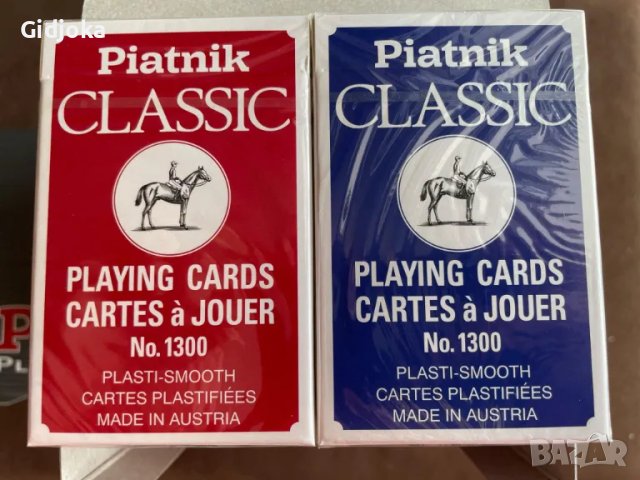 Gidjoka
Piatnik
CLASSIC
PLAYING CARDS
CARTES à JOUER
No. 1300
PLASTI-SMOOTH
CARTES PLASTIFIÉES
MADE IN AUSTRIA
Piatnik
CLASSIC
PLAYING CARDS
CARTES à JOUER
No. 1300
PLASTI-SMOOTH
CARTES PLASTIFIÉES
MADE IN AUSTRIA
BAZAR